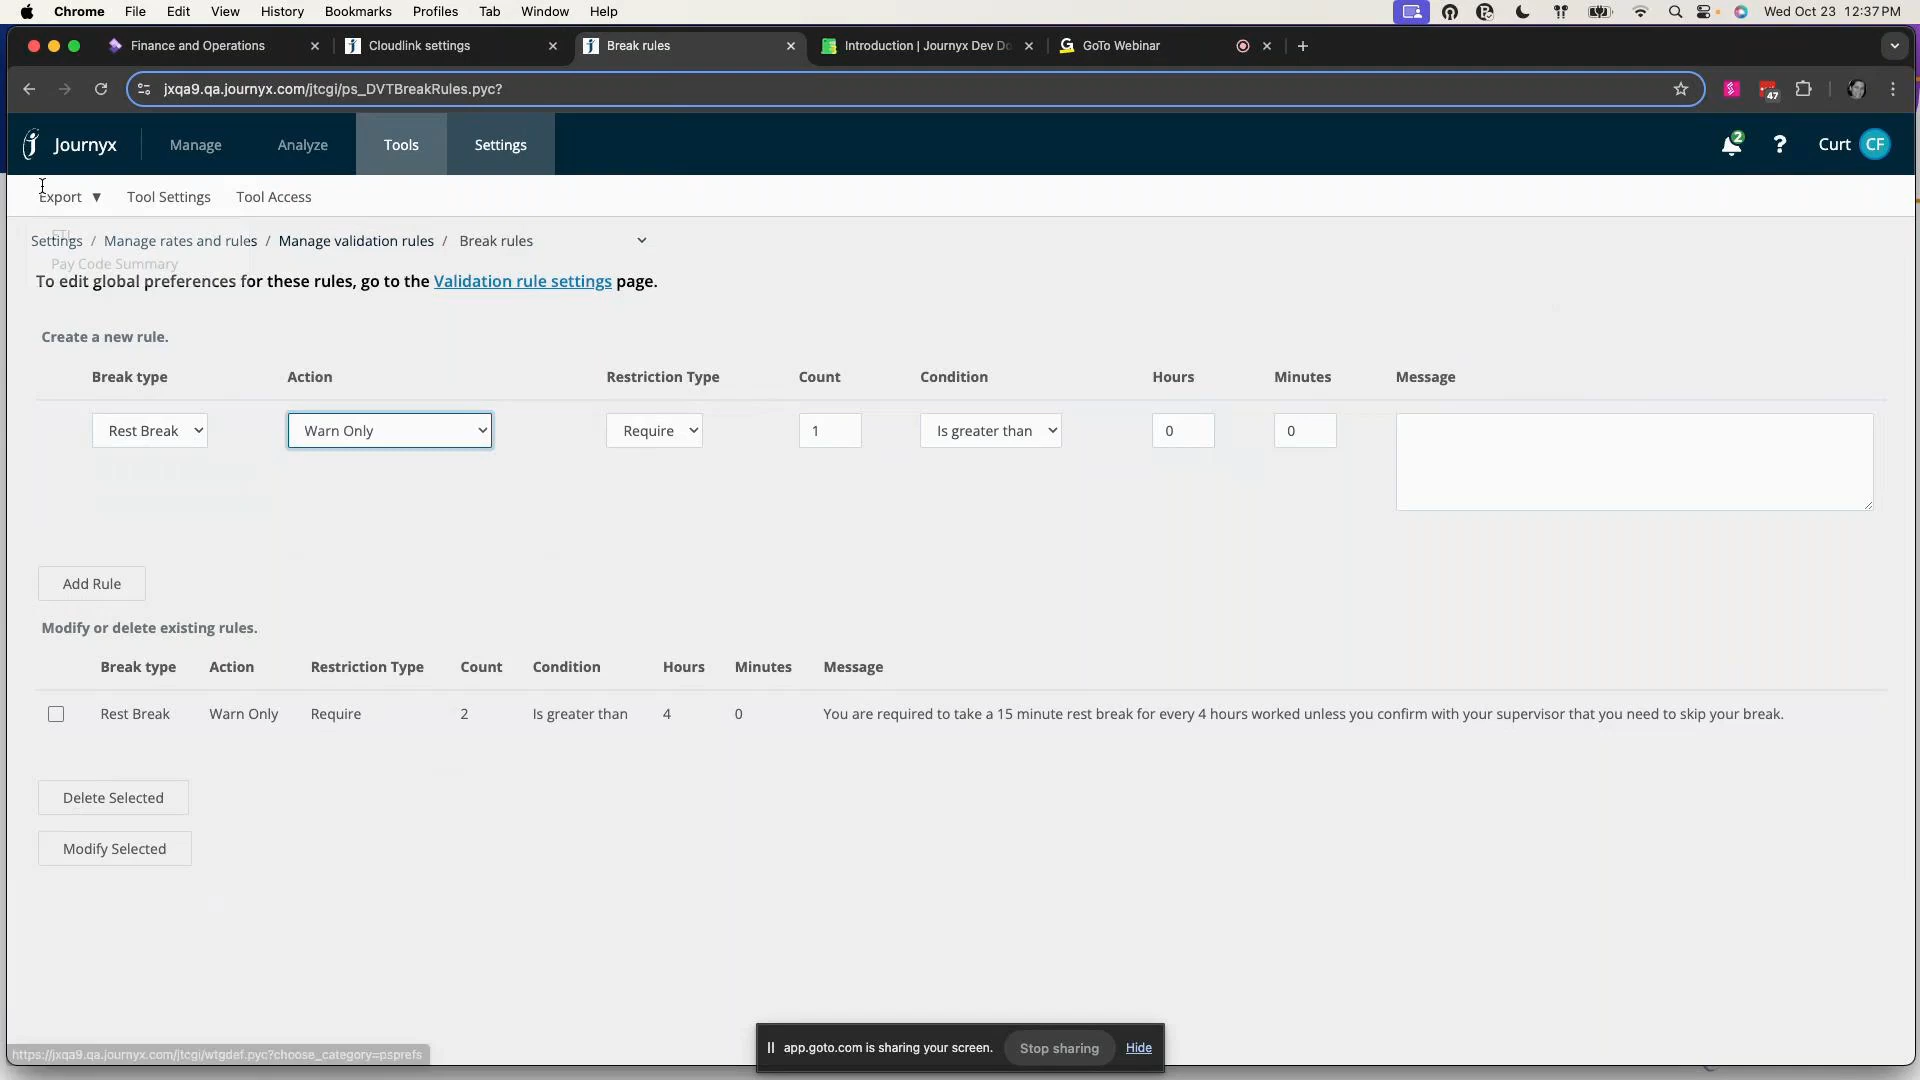 Chrome File Edit View History Bookmarks Profiles Tab Window Help Wed Oct 23 12:37 PM
Finance and Operations Cloudlink settings Break rules Introduction | Journyx Dev Do GoTo Webinar
jxqa9.qa.journyx.com/jtcgi/ps_DVTBreakRules.pyc? 47
Journyx Manage Analyze Tools Settings 2 ? Curt CF
Export ▼ Tool Settings Tool Access
ETL
Settings / Manage rates and rules / Manage validation rules / Break rules
Pay Code Summary
To edit global preferences for these rules, go to the Validation rule settings page.
Create a new rule.
Break type Action Restriction Type Count Condition Hours Minutes Message
Rest Break Warn Only Require 1 Is greater than 0 0
Add Rule
Modify or delete existing rules.
Break type Action Restriction Type Count Condition Hours Minutes Message
Rest Break Warn Only Require 2 Is greater than 4 0 You are required to take a 15 minute rest break for every 4 hours worked unless you confirm with your supervisor that you need to skip your break.
Delete Selected
Modify Selected
app.goto.com is sharing your screen. Stop sharing Hide
https://jxqa9.qa.journyx.com/jtcgi/wtgdef.pyc?choose_category=psprefs